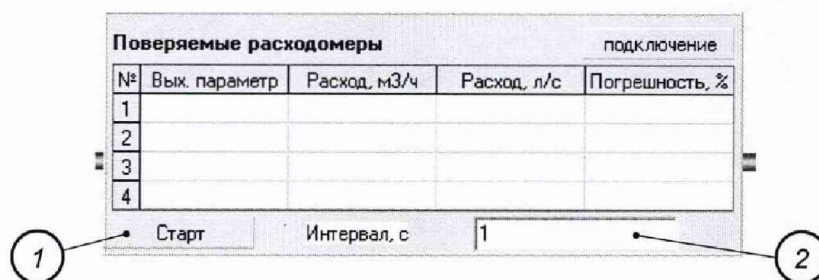 Поверяемые расходомеры подключение
№ Вых. параметр Расход, м3/ч Расход, л/с Погрешность, %
1
2
3
4
1 Старт Интервал, с 1 2